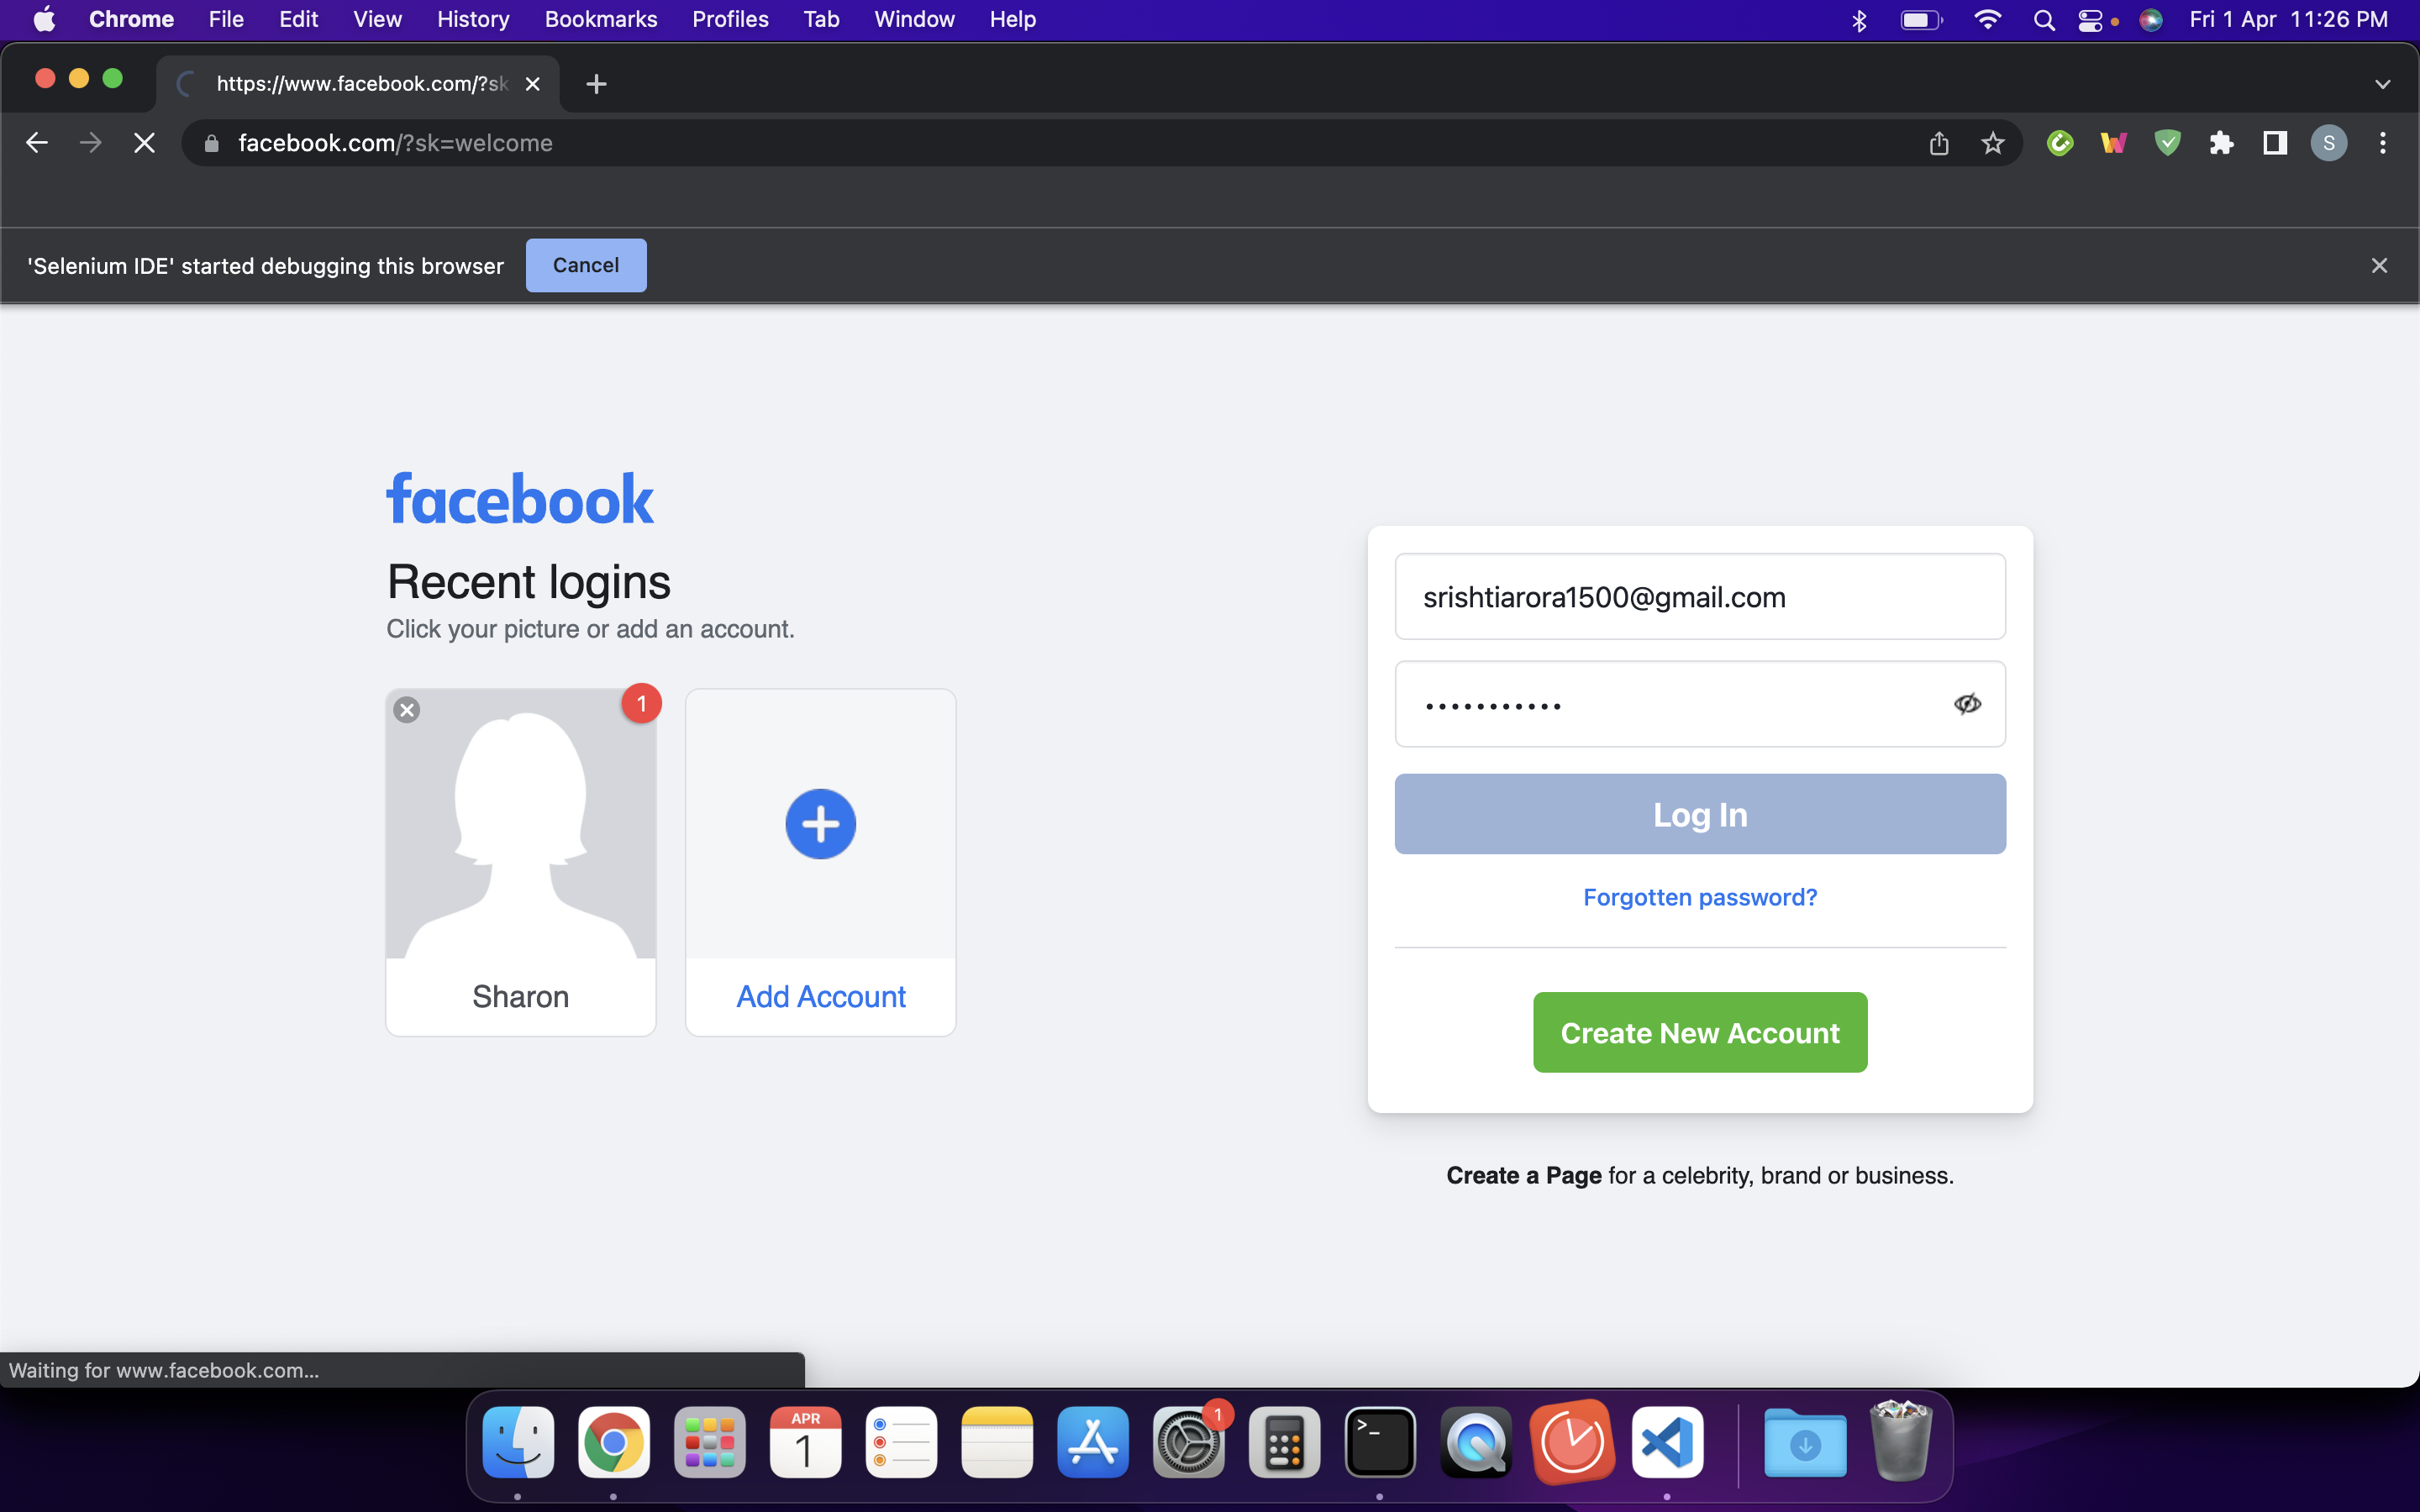 Chrome File Edit View History Bookmarks Profiles Tab Window Help Fri 1 Apr 11:26 PM
https://www.facebook.com/?sk
facebook.com/?sk=welcome
S
'Selenium IDE' started debugging this browser Cancel
facebook
Recent logins
Click your picture or add an account.
1
Sharon
Add Account
srishtiarora1500@gmail.com
•••••••••••
Log In
Forgotten password?
Create New Account
Create a Page for a celebrity, brand or business.
Waiting for www.facebook.com...
APR
1
1
>_